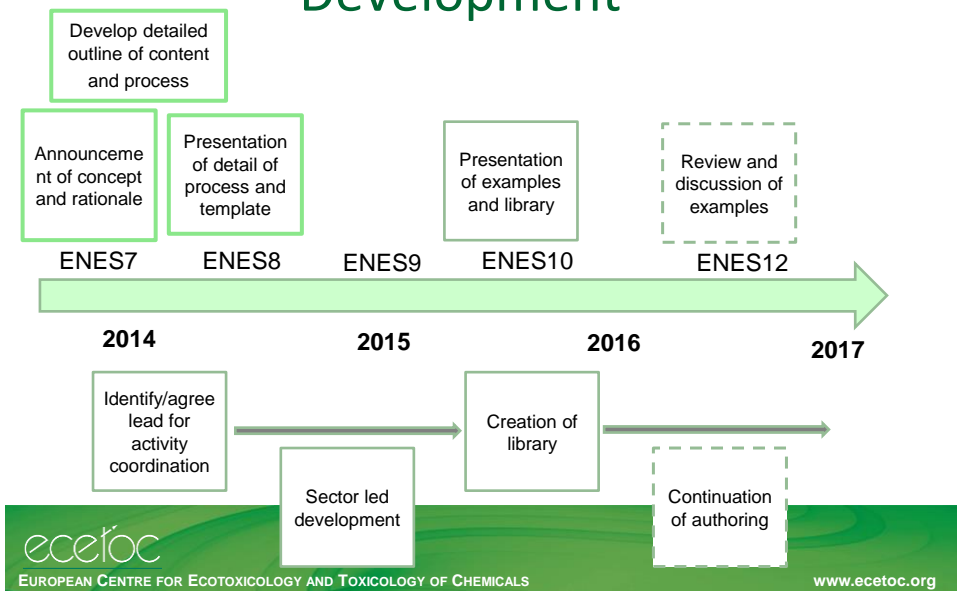 Development
Develop detailed
outline of content
and process
Announceme
nt of concept
and rationale
Presentation
of detail of
process and
template
Presentation
of examples
and library
Review and
discussion of
examples
ENES7
ENES8
ENES9
ENES10
ENES12
2014
2015
2016
2017
Identify/agree
lead for
activity
coordination
Sector led
development
Creation of
library
Continuation
of authoring
ecetoc
EUROPEAN CENTRE FOR ECOTOXICOLOGY AND TOXICOLOGY OF CHEMICALS
www.ecetoc.org